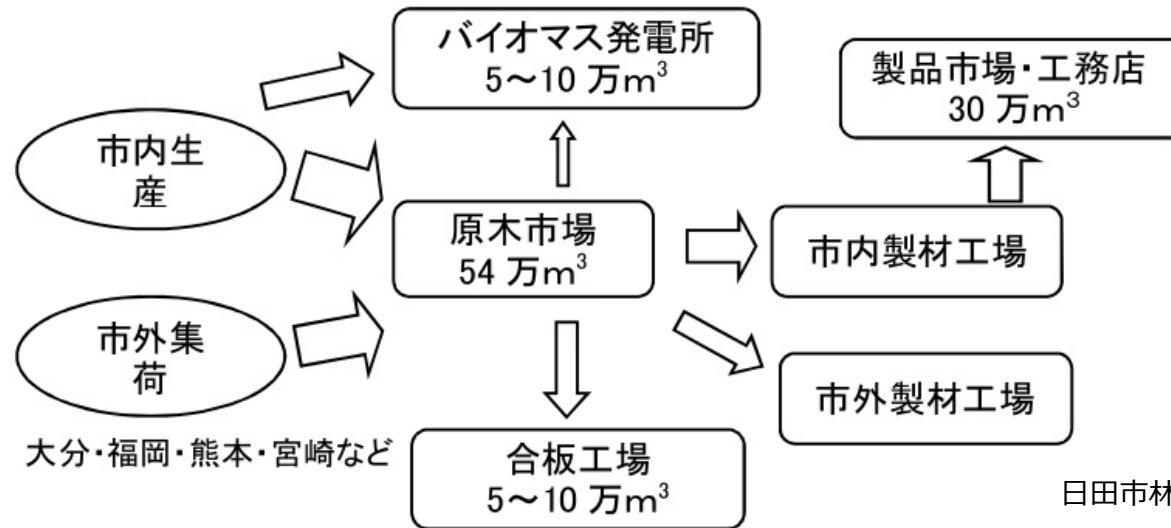 バイオマス発電所
5～10 万m³
製品市場・工務店
30 万m³
市内生
産
原木市場
54 万m³
市内製材工場
市外集
荷
市外製材工場
大分・福岡・熊本・宮崎など
合板工場
5～10 万m³
日田市林